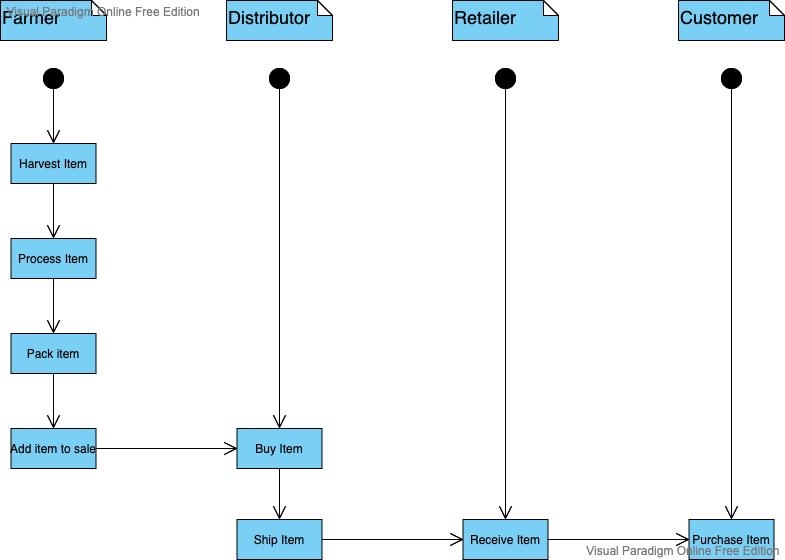 Visual Paradigm Online Free Edition
Farmer
Distributor
Retailer
Customer
Harvest Item
Process Item
Pack item
Add item to sale
Buy Item
Ship Item
Receive Item
Purchase Item
Visual Paradigm Online Free Edition